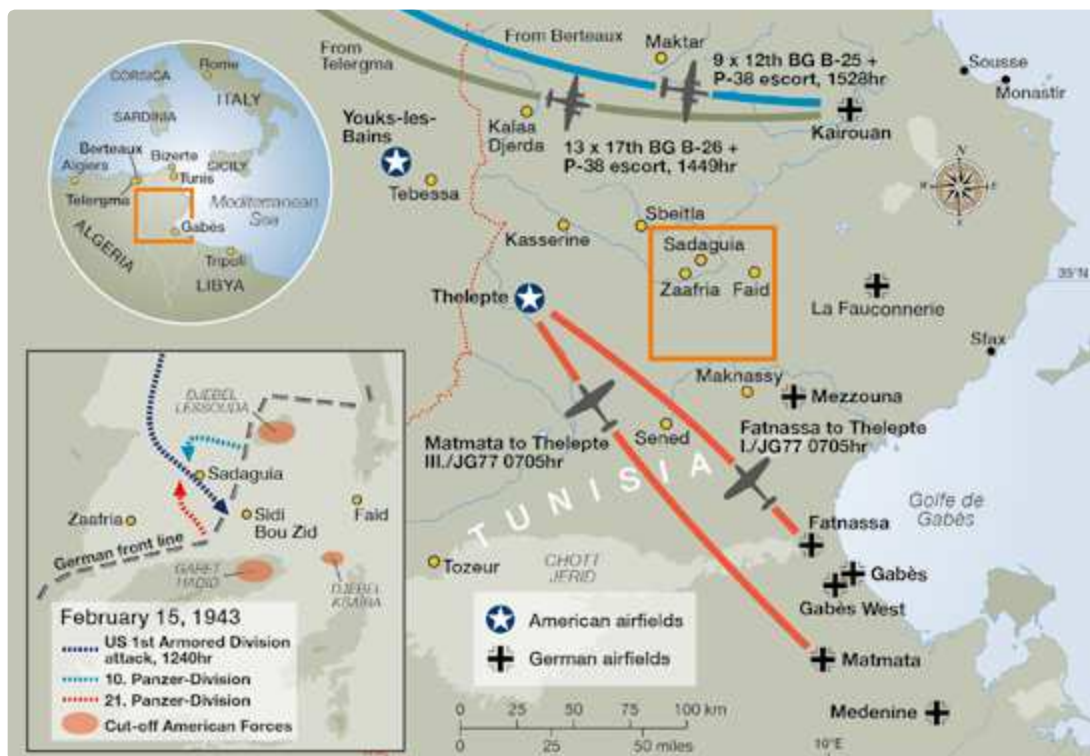 CORSICA
Rome
ITALY
SARDINIA
Berteaux
Bizerte
SICILY
Algiers
Tunis
Telergma
Mediterranean
Sea
Gabès
ALGERIA
Tripoli
LIBYA
From
Telergma
From Berteaux
Maktar
9 x 12th BG B-25 +
P-38 escort, 1528hr
Sousse
Monastir
Youks-les-
Bains
Kalaa
Djerda
Kairouan
13 x 17th BG B-26 +
P-38 escort, 1449hr
Tebessa
N
Sbeitla
Kasserine
Sadaguia
Zaafria
Faid
35°N
Thelepte
La Fauconnerie
Sfax
Maknassy
Mezzouna
Matmata to Thelepte
III./JG77 0705hr
Sened
Fatnassa to Thelepte
I./JG77 0705hr
TUNISIA
Golfe de
Gabès
Fatnassa
Tozeur
CHOTT
JERID
Gabès
Gabès West
Matmata
Medenine
American airfields
German airfields
0 25 50 75 100 km
0 25 50 miles
10°E
DJEBEL
LESSOUDA
Sadaguia
Zaafria
Sidi
Bou Zid
Faid
German front line
GARET
HADID
DJEBEL
KSAIRA
February 15, 1943
US 1st Armored Division
attack, 1240hr
10. Panzer-Division
21. Panzer-Division
Cut-off American Forces